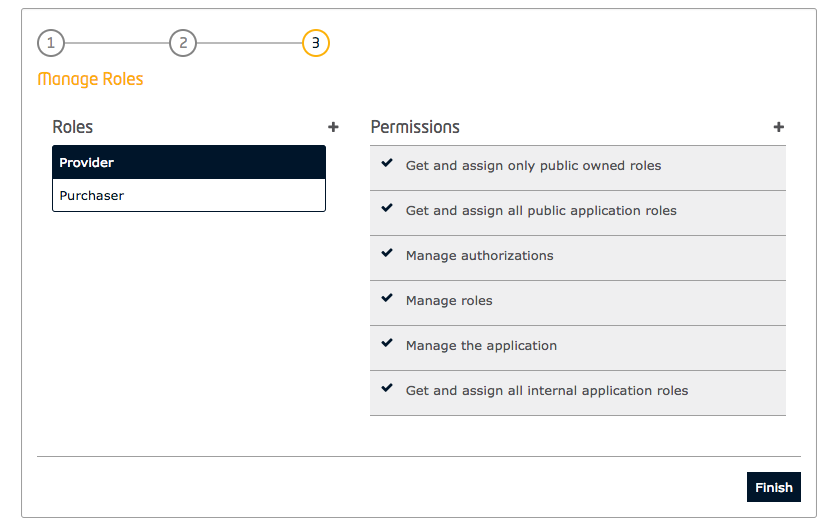 1 2 3
Manage Roles
Roles +
Permissions +
Provider
Purchaser
Get and assign only public owned roles
Get and assign all public application roles
Manage authorizations
Manage roles
Manage the application
Get and assign all internal application roles
Finish